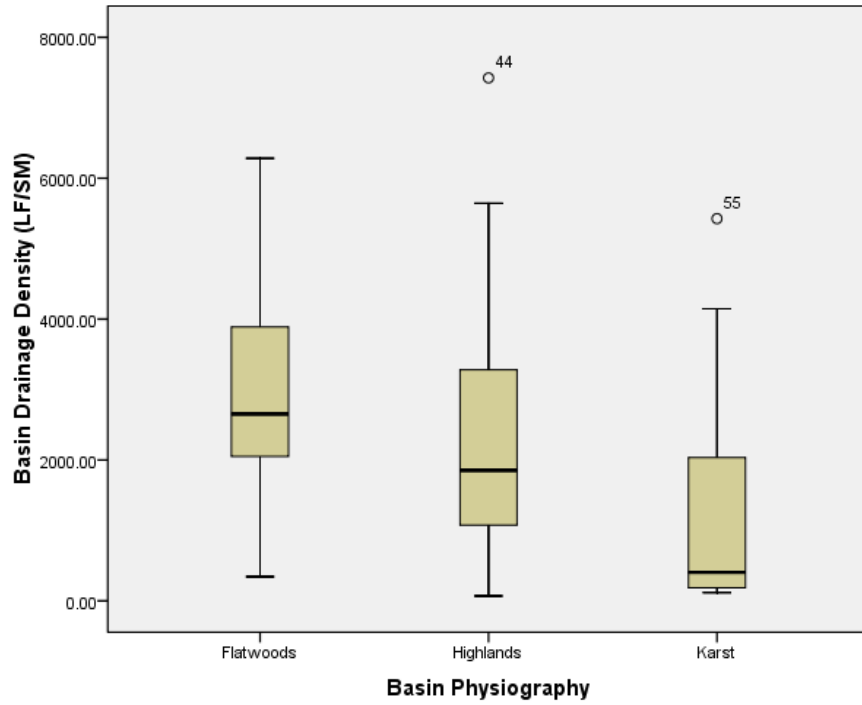 8000.00
6000.00
4000.00
2000.00
0.00
Basin Drainage Density (LF/SM)
44
55
Flatwoods
Highlands
Karst
Basin Physiography